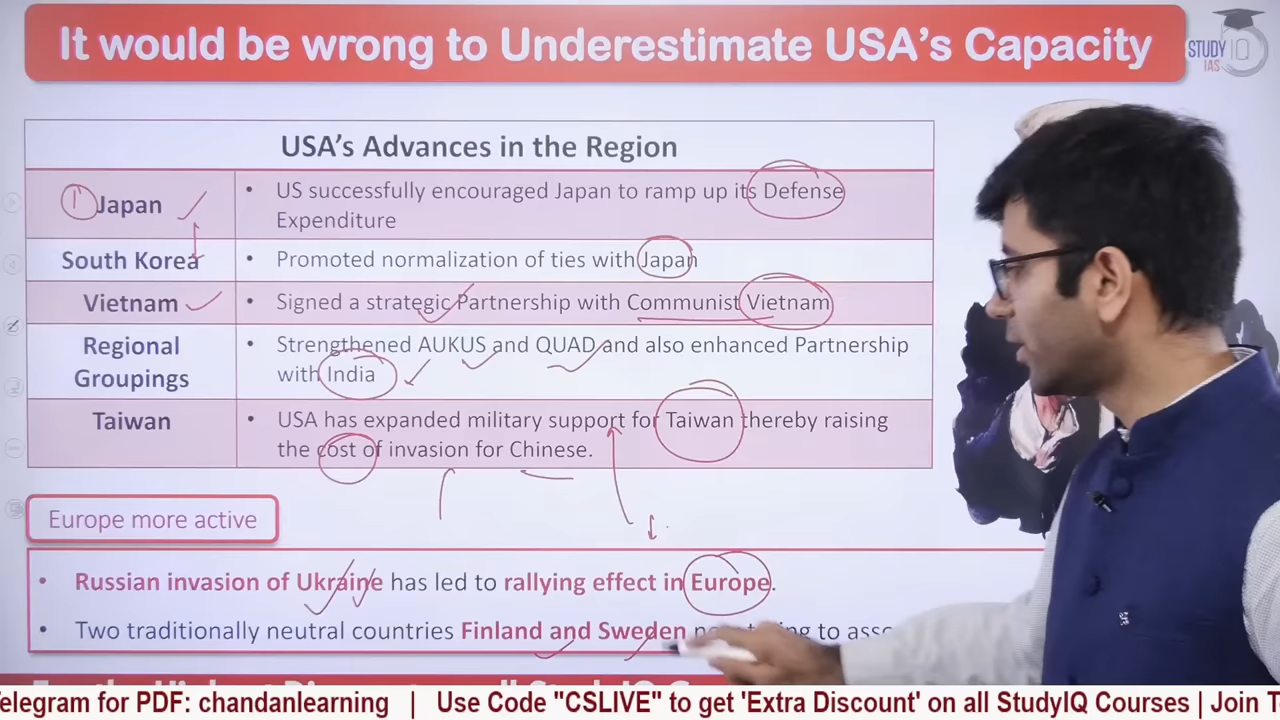 It would be wrong to Underestimate USA's Capacity
STUDY IQ
IAS
USA's Advances in the Region
Japan
• US successfully encouraged Japan to ramp up its Defense
Expenditure
South Korea
• Promoted normalization of ties with Japan
Vietnam
• Signed a strategic Partnership with Communist Vietnam
Regional
Groupings
• Strengthened AUKUS and QUAD and also enhanced Partnership
with India
Taiwan
• USA has expanded military support for Taiwan thereby raising
the cost of invasion for Chinese.
Europe more active
• Russian invasion of Ukraine has led to rallying effect in Europe.
• Two traditionally neutral countries Finland and Sweden to
elegram for PDF: chandanlearning | Use Code "CSLIVE" to get 'Extra Discount' on all StudyIQ Courses | Join T